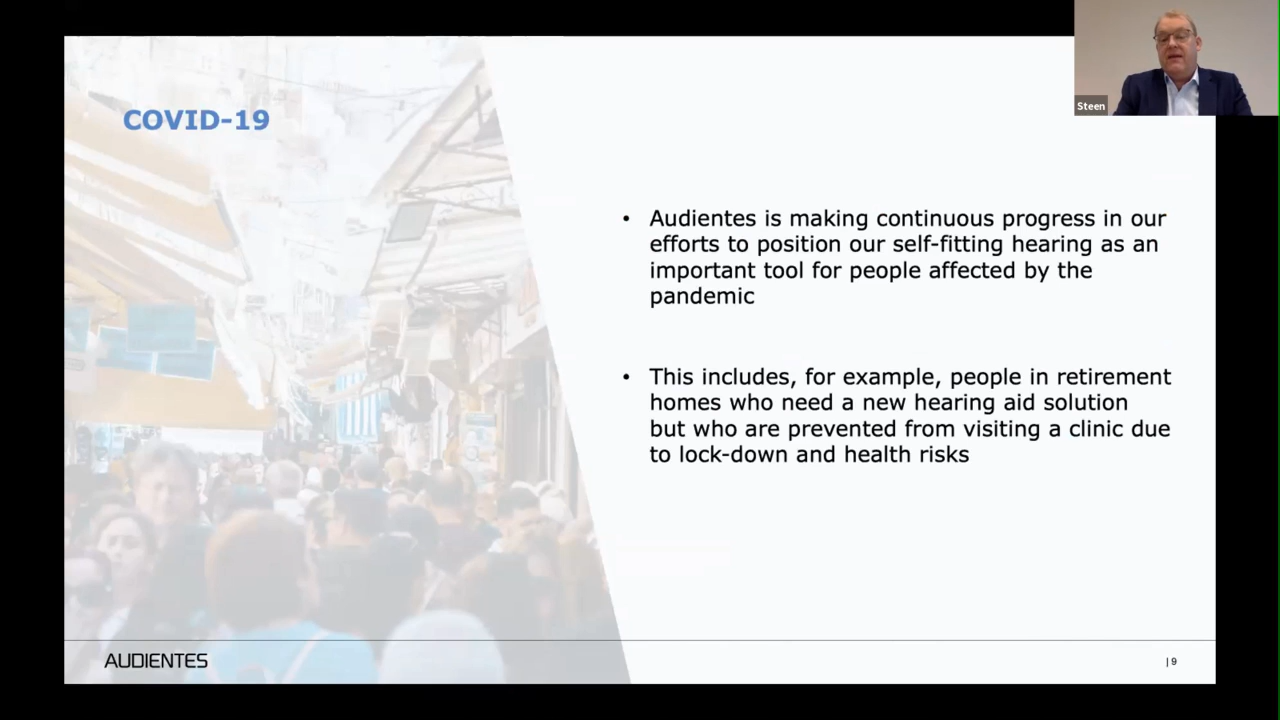 Steen
COVID-19
• Audientes is making continuous progress in our
efforts to position our self-fitting hearing as an
important tool for people affected by the
pandemic
• This includes, for example, people in retirement
homes who need a new hearing aid solution
but who are prevented from visiting a clinic due
to lock-down and health risks
AUDIENTES
| 9